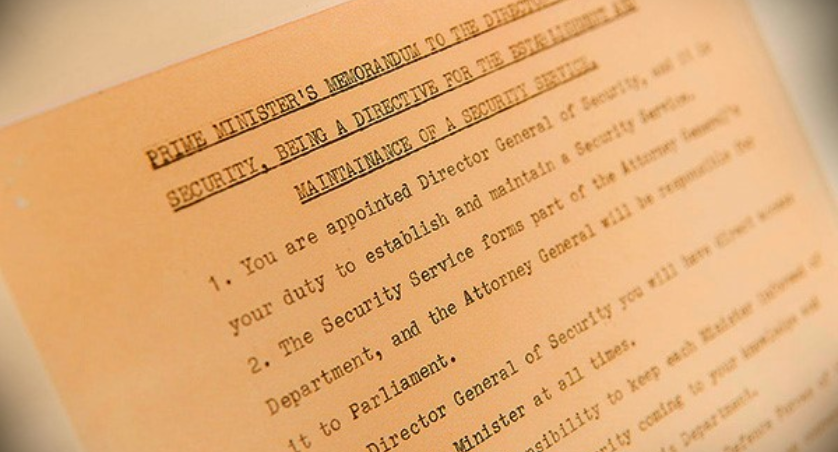 PRIME MINISTER'S MEMORANDUM TO THE
SECURITY, BEING A DIRECTIVE FOR THE ESTABLISHMENT AND
MAINTAINANCE OF A SECURITY SERVICE.
1. You are appointed Director General of Security, and it is
your duty to establish and maintain a Security Service.
2. The Security Service forms part of the Attorney General's
Department, and the Attorney General will be responsible for
it to Parliament.
Director General of Security you will have direct access
Minister at all times.
to keep each Minister informed of
coming to your knowledge
Department.
Defence Forces of